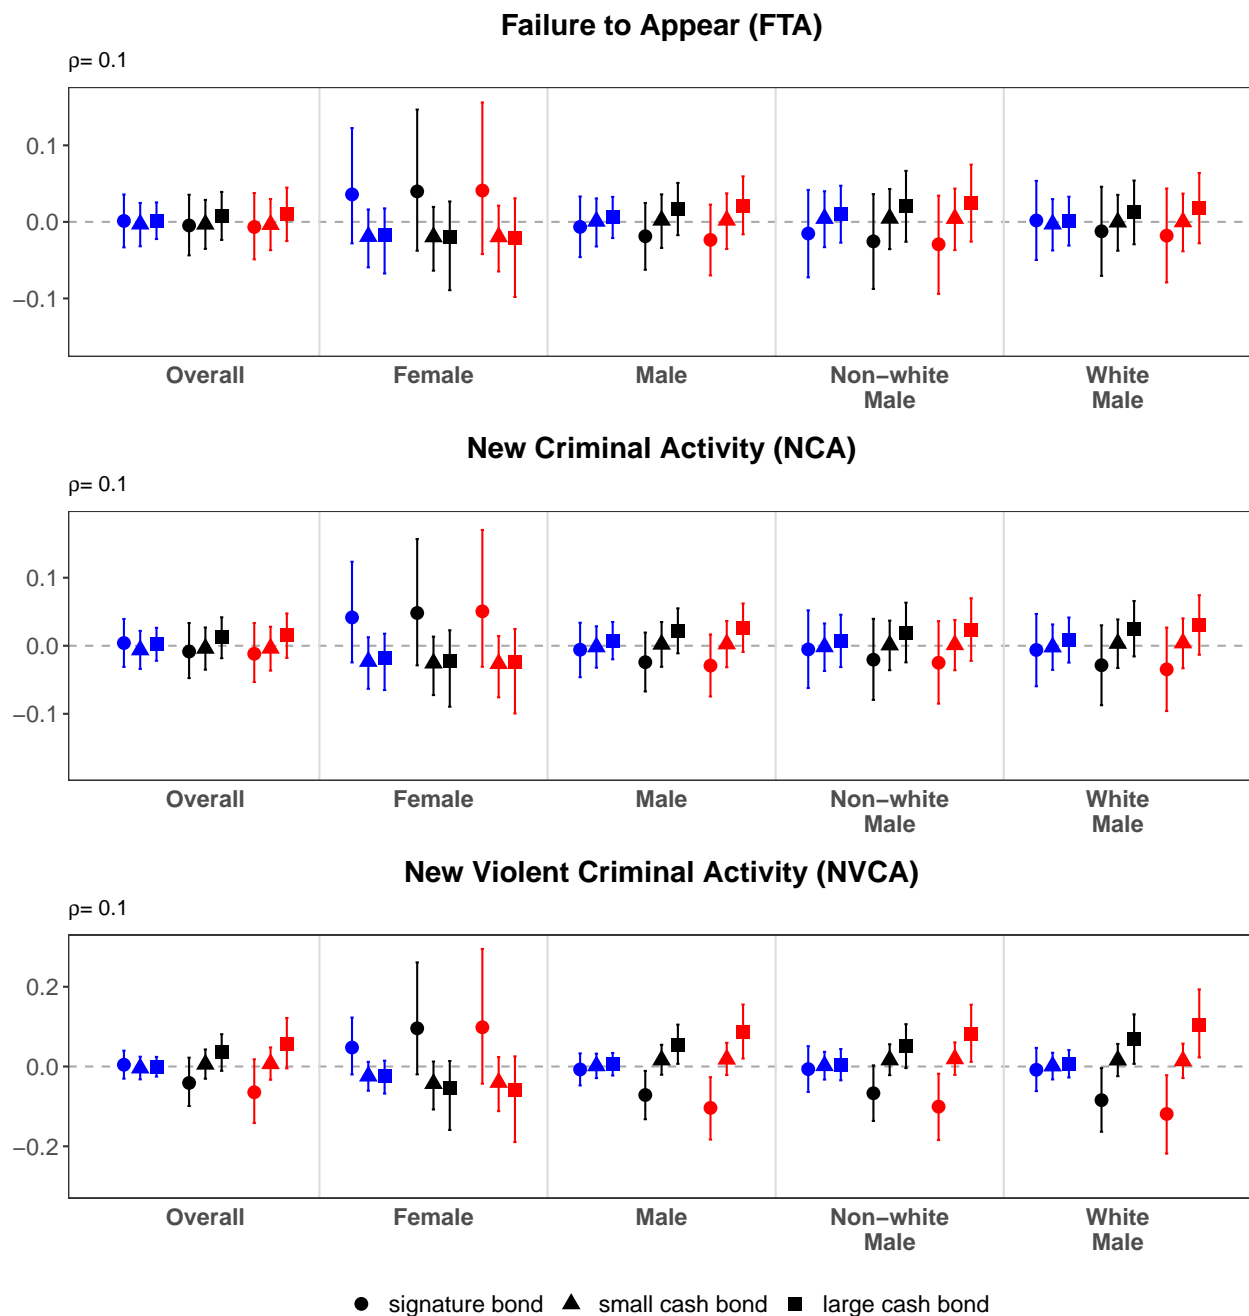 Failure to Appear (FTA)
ρ= 0.1
0.1
0.0
−0.1
Overall Female Male Non−white Male White Male
New Criminal Activity (NCA)
ρ= 0.1
0.1
0.0
−0.1
Overall Female Male Non−white Male White Male
New Violent Criminal Activity (NVCA)
ρ= 0.1
0.2
0.0
−0.2
Overall Female Male Non−white Male White Male
signature bond small cash bond large cash bond